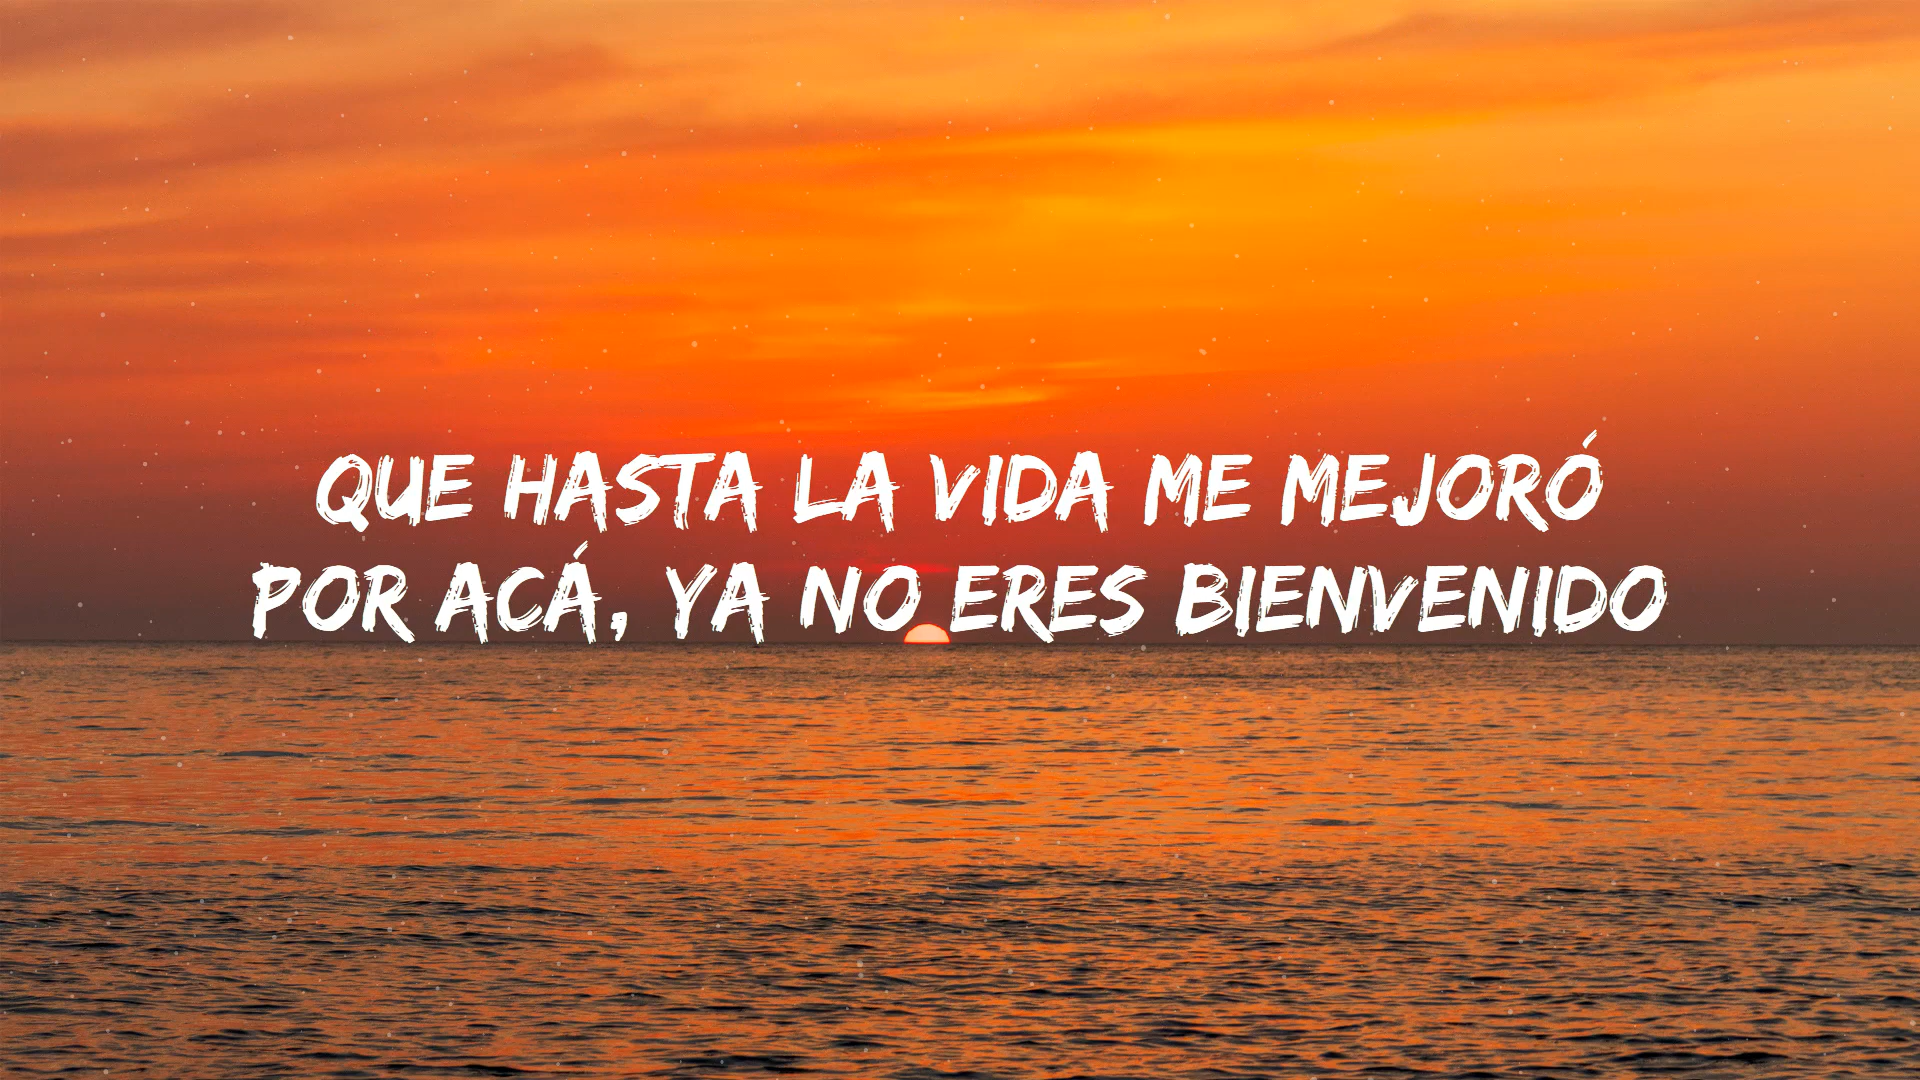 QUE HASTA LA VIDA ME MEJORÓ
POR ACÁ, YA NO ERES BIENVENIDO